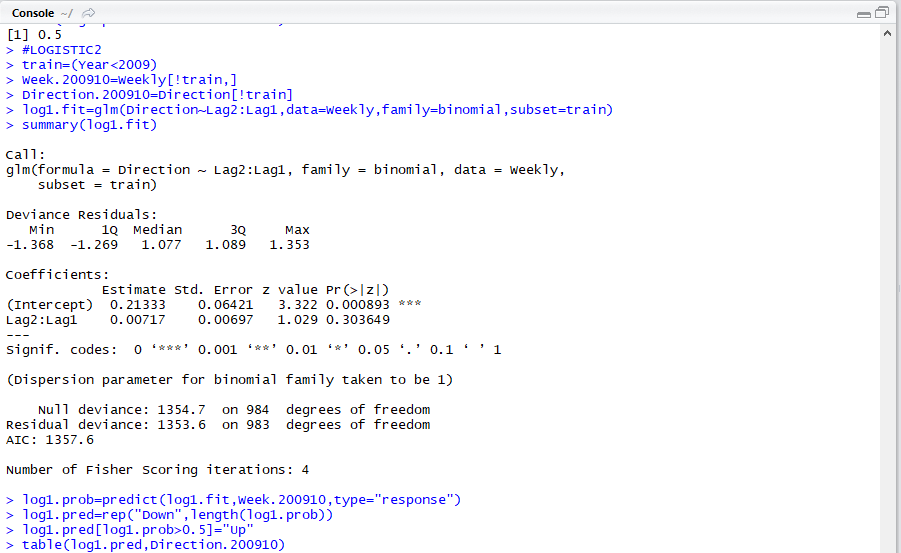 Console ~/
[1] 0.5
> #LOGISTIC2
> train=(Year<2009)
> Week.200910=Weekly[!train,]
> Direction.200910=Direction[!train]
> log1.fit=glm(Direction~Lag2:Lag1,data=Weekly,family=binomial,subset=train)
> summary(log1.fit)
Call:
glm(formula = Direction ~ Lag2:Lag1, family = binomial, data = Weekly,
    subset = train)
Deviance Residuals:
   Min      1Q  Median      3Q     Max
-1.368  -1.269   1.077   1.089   1.353
Coefficients:
            Estimate Std. Error z value Pr(>|z|)
(Intercept)  0.21333    0.06421   3.322 0.000893 ***
Lag2:Lag1    0.00717    0.00697   1.029 0.303649
---
Signif. codes:  0 ‘***’ 0.001 ‘**’ 0.01 ‘*’ 0.05 ‘.’ 0.1 ‘ ’ 1
(Dispersion parameter for binomial family taken to be 1)
    Null deviance: 1354.7  on 984  degrees of freedom
Residual deviance: 1353.6  on 983  degrees of freedom
AIC: 1357.6
Number of Fisher Scoring iterations: 4
> log1.prob=predict(log1.fit,Week.200910,type="response")
> log1.pred=rep("Down",length(log1.prob))
> log1.pred[log1.prob>0.5]="Up"
> table(log1.pred,Direction.200910)